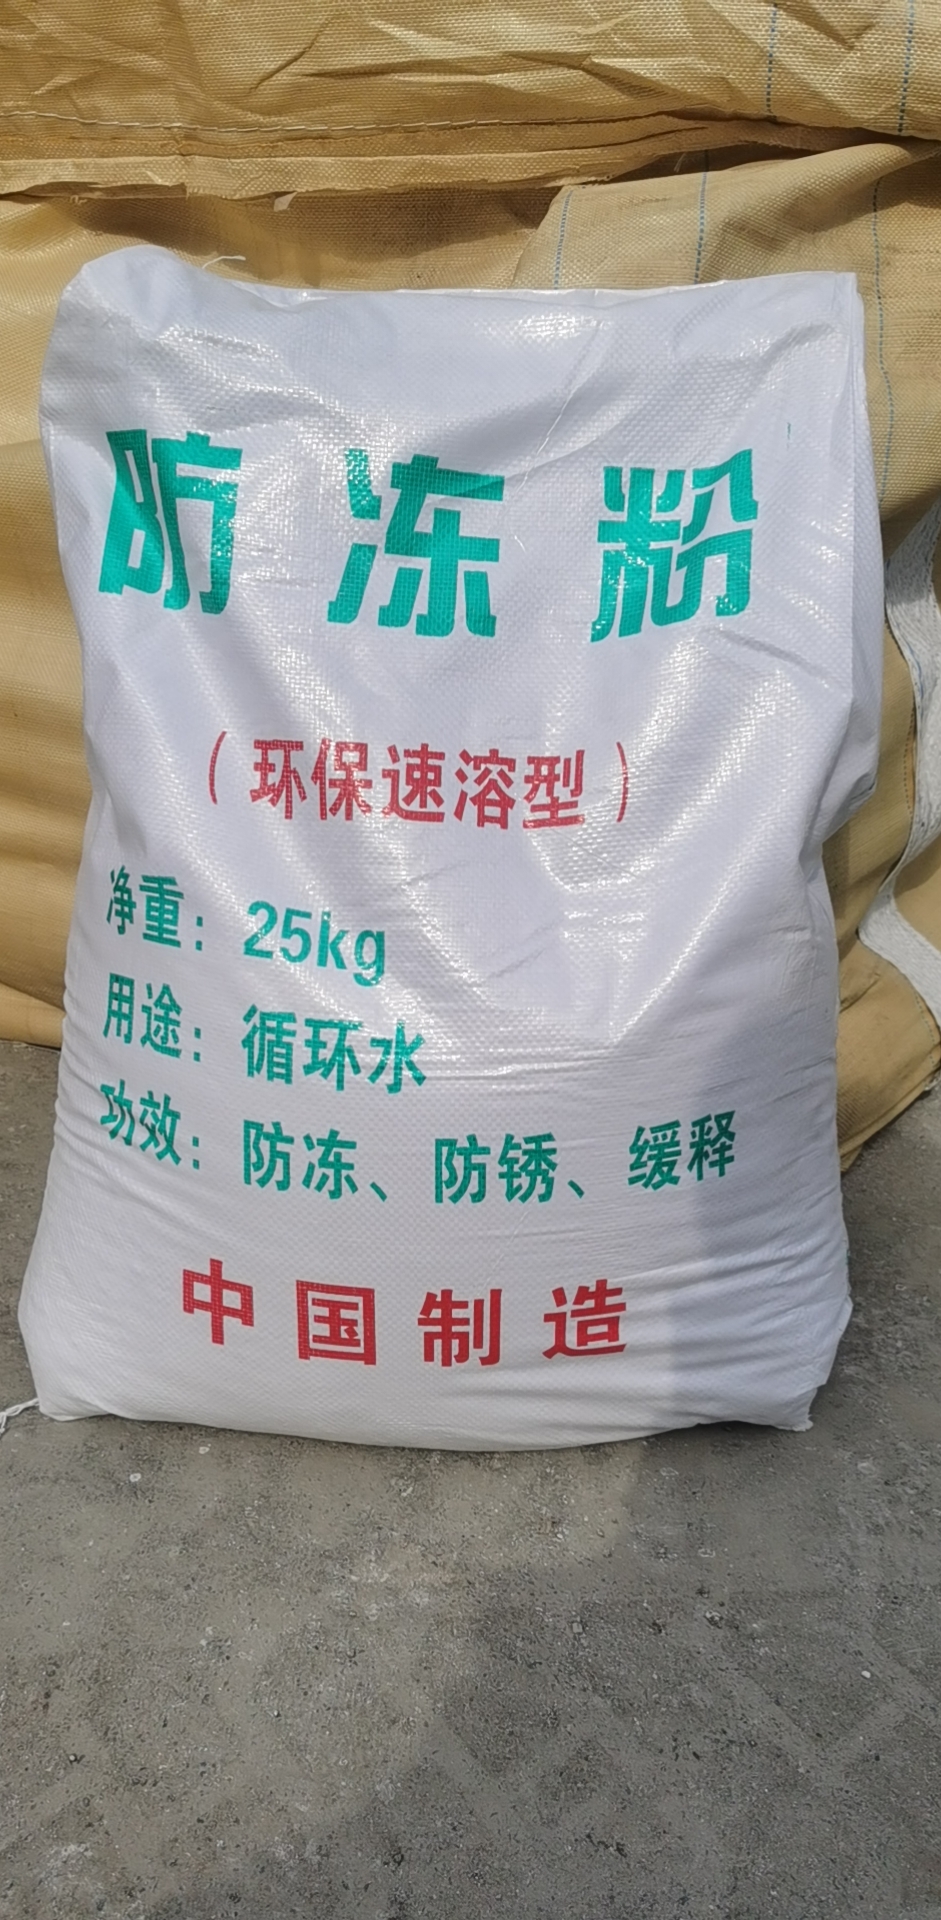 防冻粉
（环保速溶型）
净重：25kg
用途：循环水
功效：防冻、防锈、缓释
中国制造